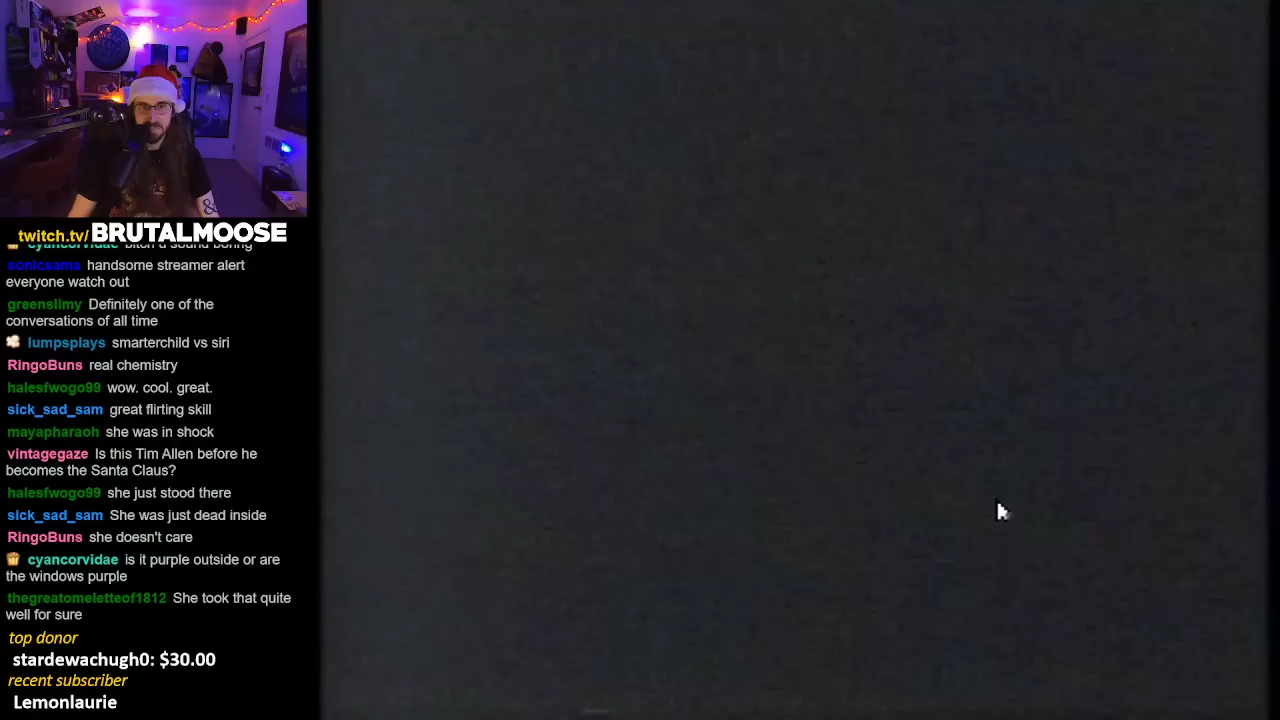 twitch.tv/BRUTALMOOSE
cyancorvidae bitch u sound boring
sonicsama handsome streamer alert
everyone watch out
greenslimy Definitely one of the
conversations of all time
lumpsplays smarterchild vs siri
RingoBuns real chemistry
halesfwogo99 wow. cool. great.
sick_sad_sam great flirting skill
mayapharaoh she was in shock
vintagegaze Is this Tim Allen before he
becomes the Santa Claus?
halesfwogo99 she just stood there
sick_sad_sam She was just dead inside
RingoBuns she doesn't care
cyancorvidae is it purple outside or are
the windows purple
thegreatomeletteof1812 She took that quite
well for sure
top donor
stardewachugh0: $30.00
recent subscriber
Lemonlaurie